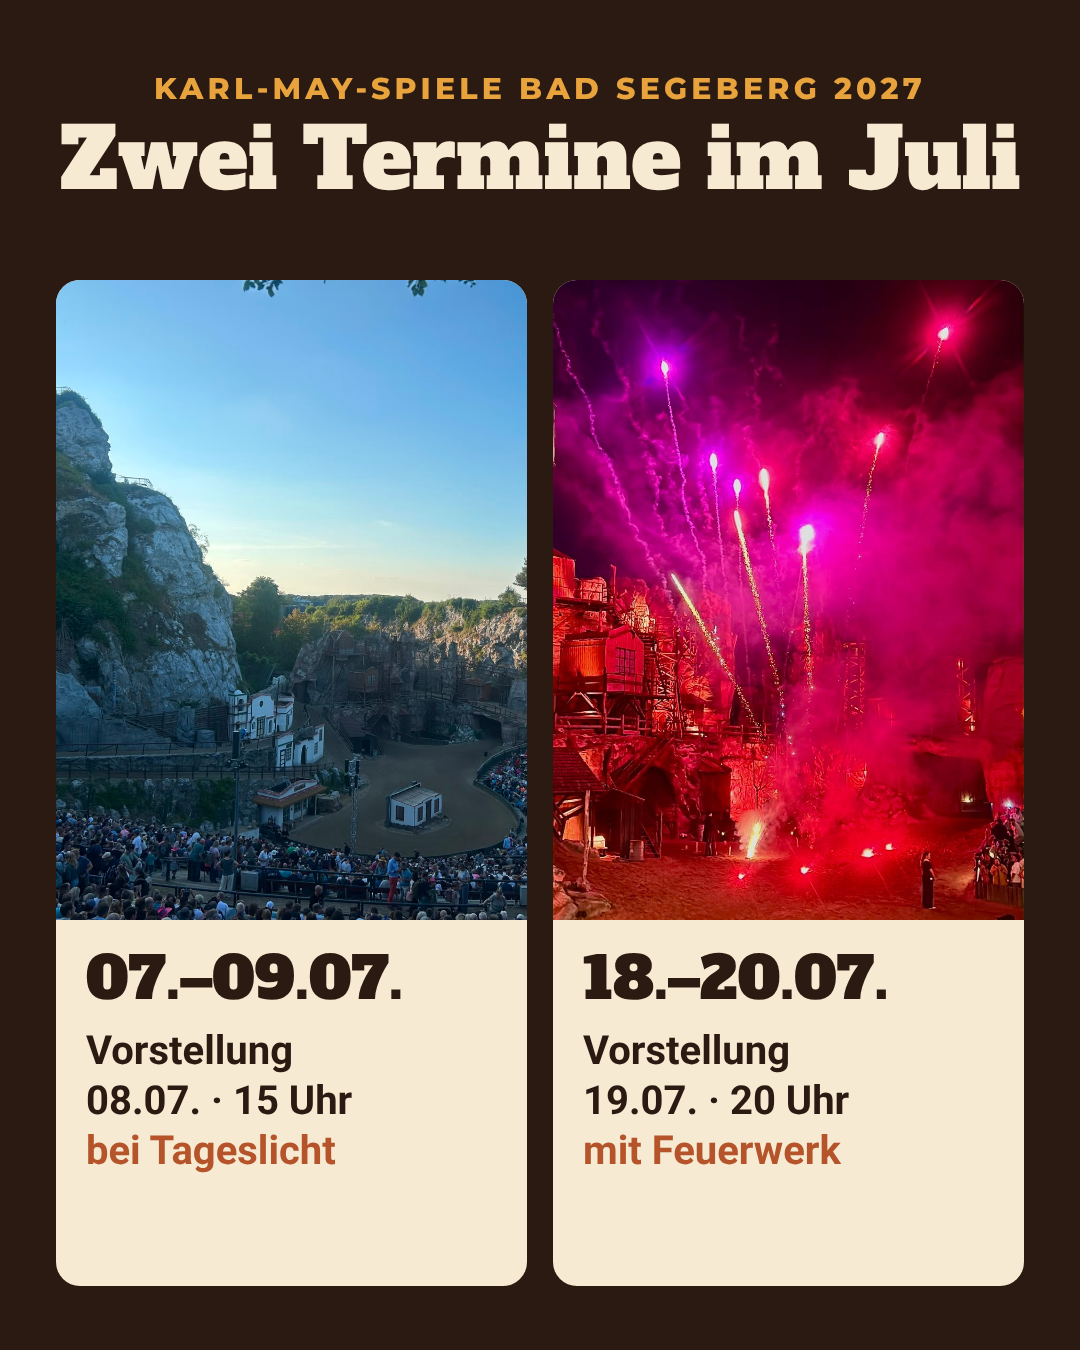 KARL-MAY-SPIELE BAD SEGEBERG 2027
Zwei Termine im Juli
07.–09.07.
Vorstellung
08.07. · 15 Uhr
bei Tageslicht
18.–20.07.
Vorstellung
19.07. · 20 Uhr
mit Feuerwerk